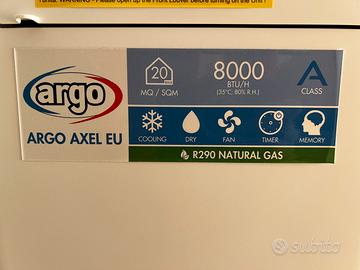 Tunità: WARNING - Please open up the Front Louver before turning on the Unit !
argo
ARGO AXEL EU
20
MQ / SQM
8000
BTU/H
(35°C, 80% R.H.)
A
CLASS
COOLING
DRY
FAN
TIMER
MEMORY
R290 NATURAL GAS
subito